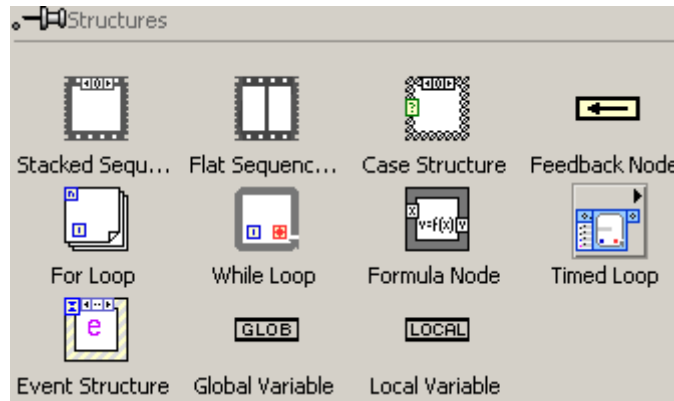 Structures
Stacked Sequ... Flat Sequenc... Case Structure Feedback Node
For Loop While Loop Formula Node Timed Loop
e GLOB LOCAL
Event Structure Global Variable Local Variable